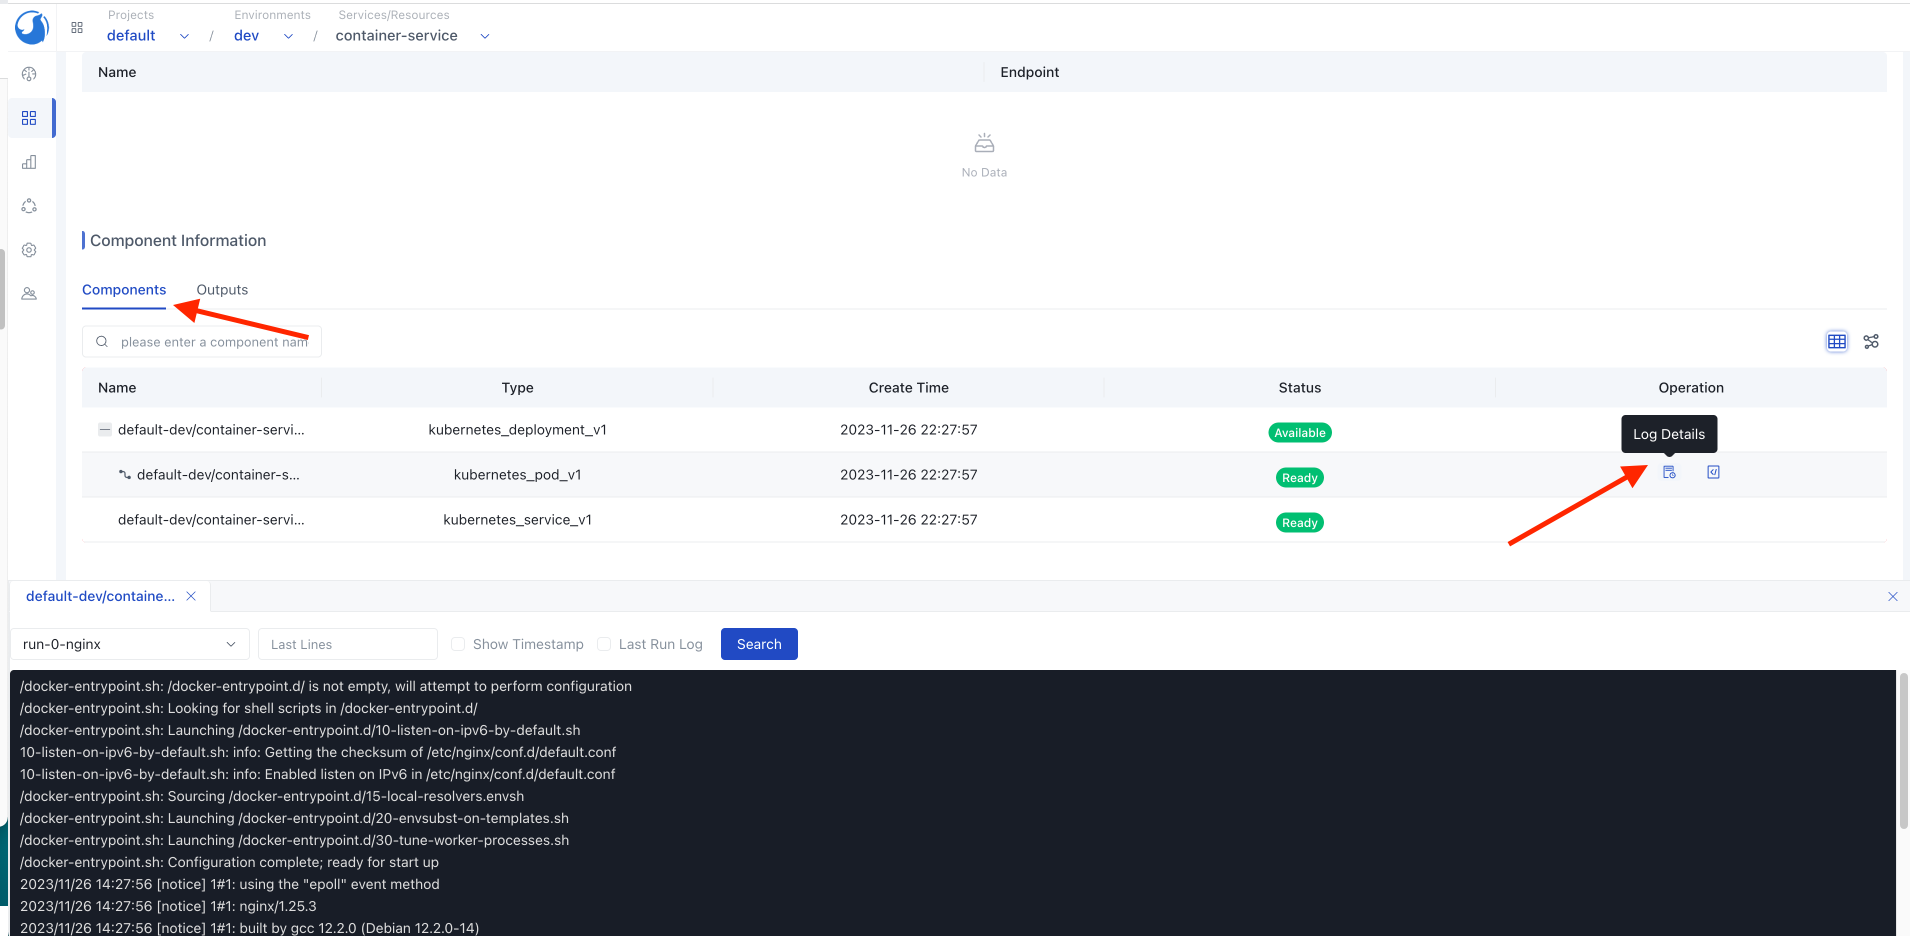 Projects Environments Services/Resources
default / dev / container-service
Name Endpoint
No Data
Component Information
Components Outputs
please enter a component nam
Name Type Create Time Status Operation
default-dev/container-servi... kubernetes_deployment_v1 2023-11-26 22:27:57 Available
Log Details
default-dev/container-s... kubernetes_pod_v1 2023-11-26 22:27:57 Ready
default-dev/container-servi... kubernetes_service_v1 2023-11-26 22:27:57 Ready
default-dev/containe...
run-0-nginx Last Lines Show Timestamp Last Run Log Search
/docker-entrypoint.sh: /docker-entrypoint.d/ is not empty, will attempt to perform configuration
/docker-entrypoint.sh: Looking for shell scripts in /docker-entrypoint.d/
/docker-entrypoint.sh: Launching /docker-entrypoint.d/10-listen-on-ipv6-by-default.sh
10-listen-on-ipv6-by-default.sh: info: Getting the checksum of /etc/nginx/conf.d/default.conf
10-listen-on-ipv6-by-default.sh: info: Enabled listen on IPv6 in /etc/nginx/conf.d/default.conf
/docker-entrypoint.sh: Sourcing /docker-entrypoint.d/15-local-resolvers.envsh
/docker-entrypoint.sh: Launching /docker-entrypoint.d/20-envsubst-on-templates.sh
/docker-entrypoint.sh: Launching /docker-entrypoint.d/30-tune-worker-processes.sh
/docker-entrypoint.sh: Configuration complete; ready for start up
2023/11/26 14:27:56 [notice] 1#1: using the "epoll" event method
2023/11/26 14:27:56 [notice] 1#1: nginx/1.25.3
2023/11/26 14:27:56 [notice] 1#1: built by gcc 12.2.0 (Debian 12.2.0-14)